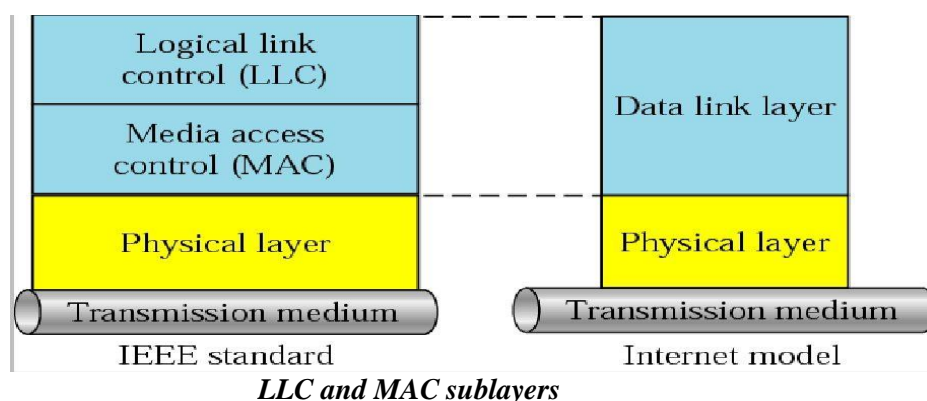 Logical link
control (LLC)
Media access
control (MAC)
Physical layer
Transmission medium
IEEE standard
Data link layer
Physical layer
Transmission medium
Internet model
LLC and MAC sublayers